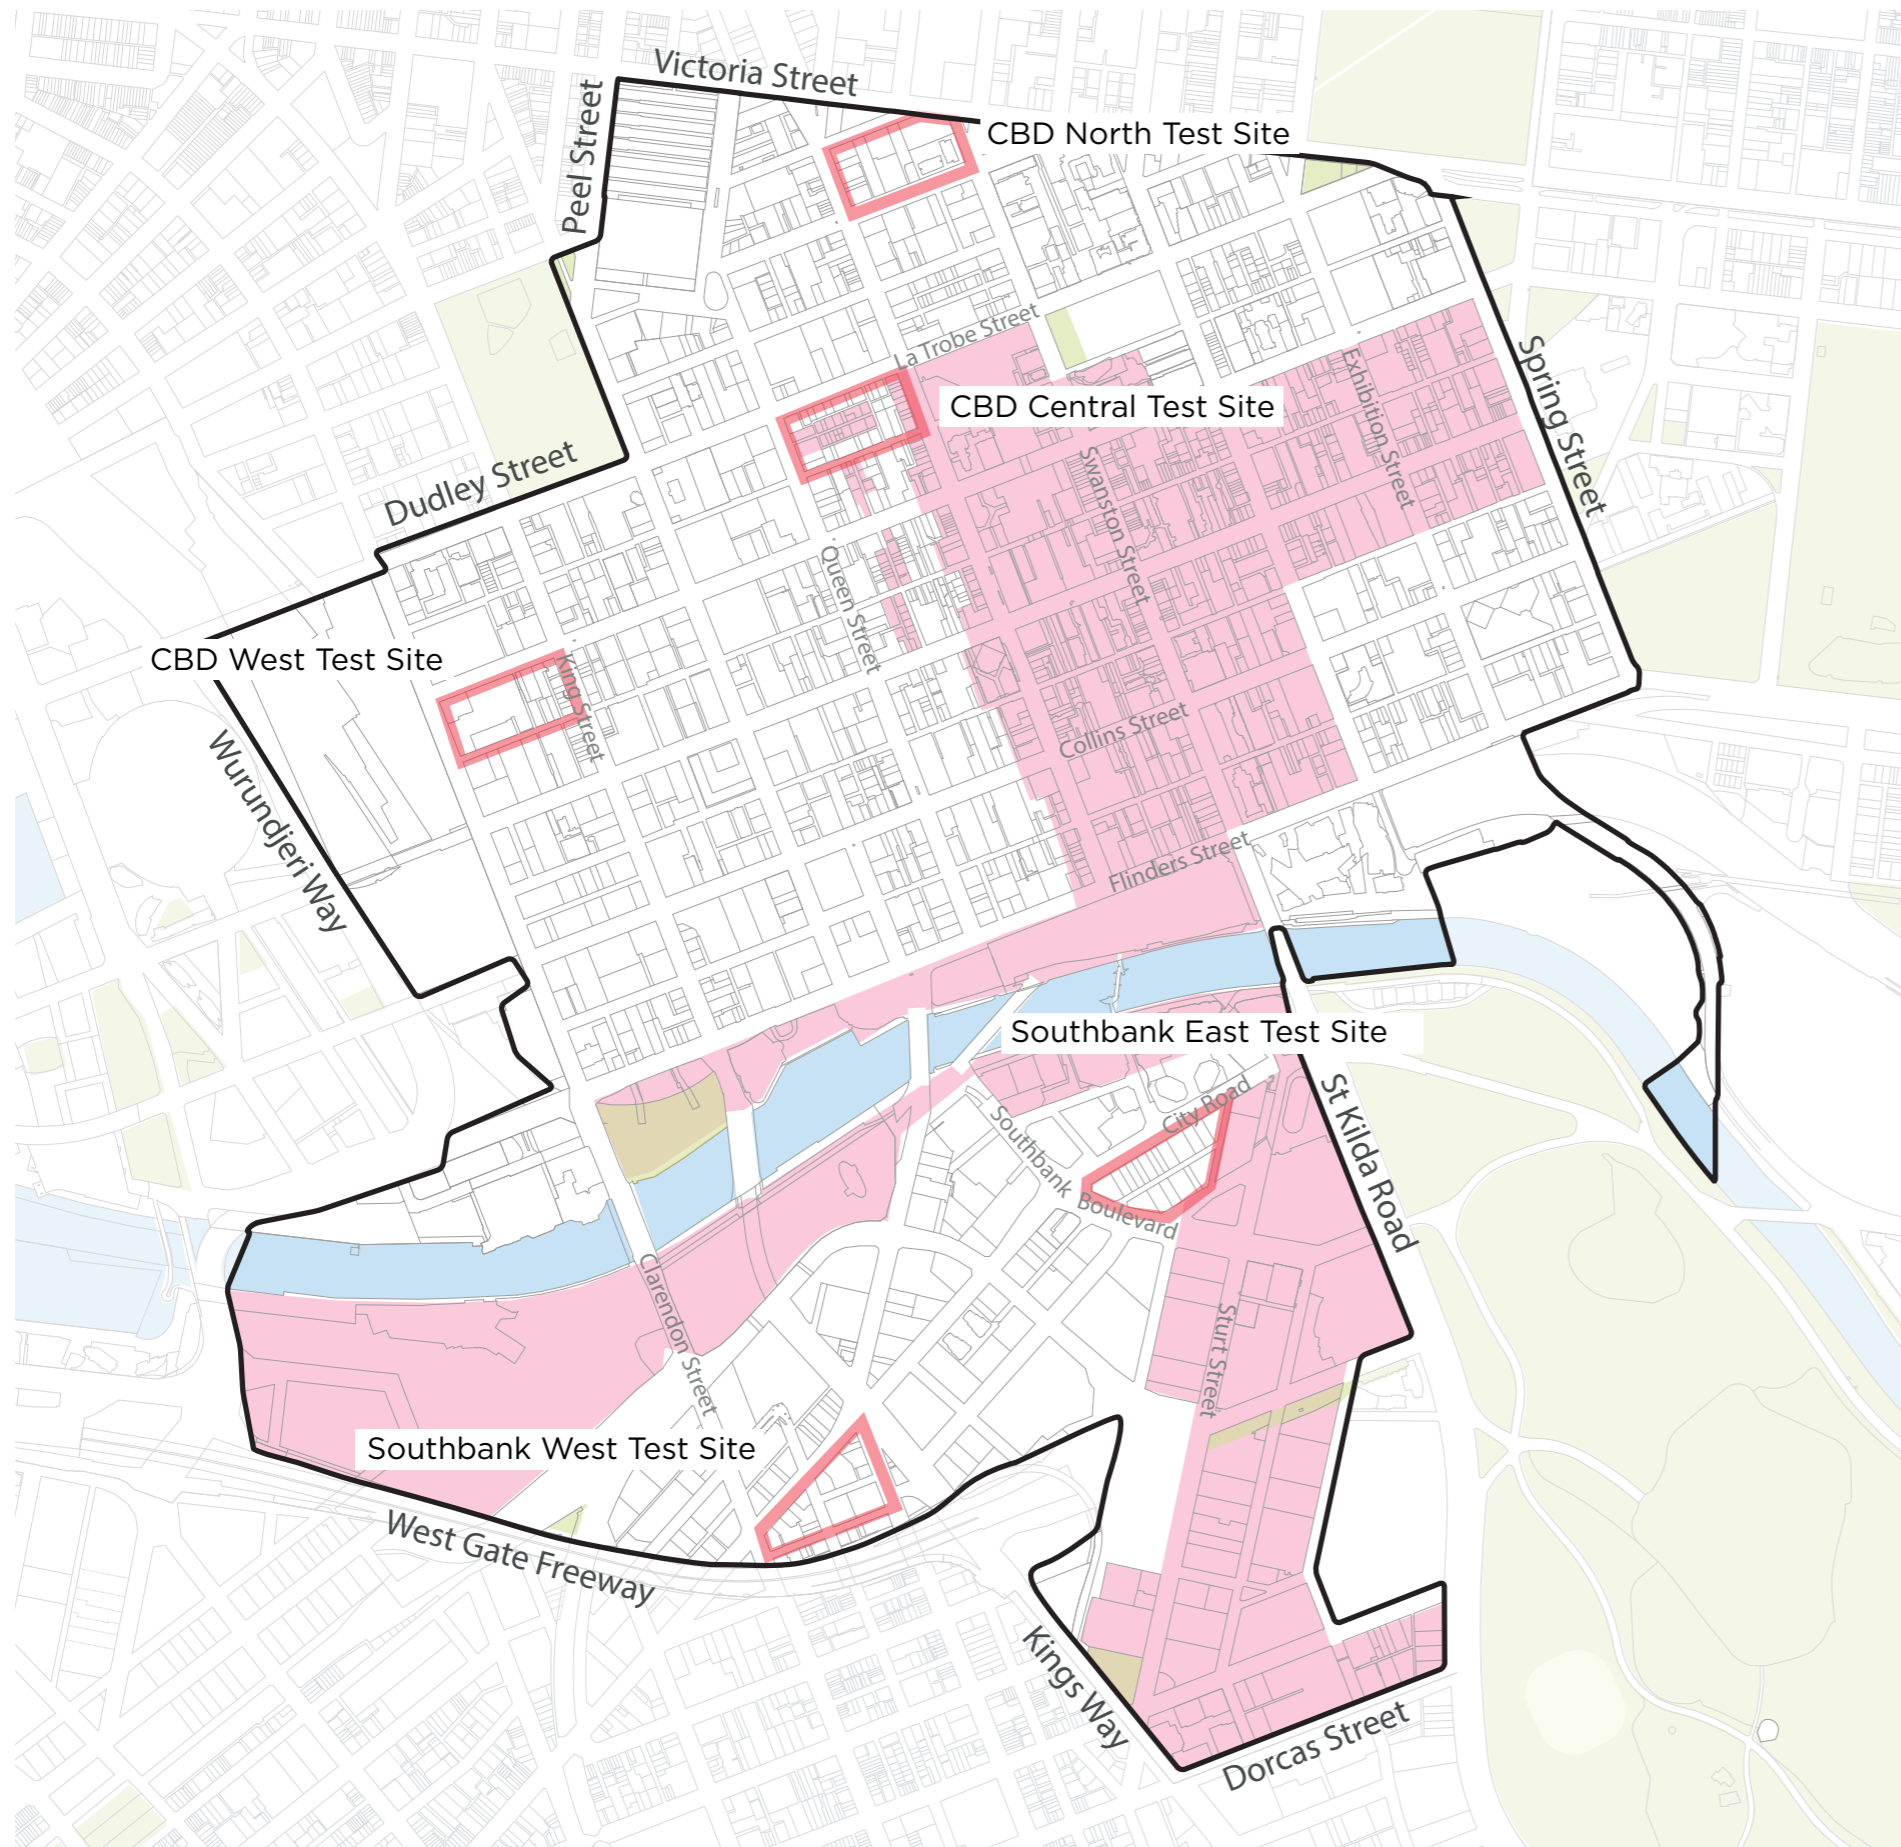 Victoria Street
Peel Street
CBD North Test Site
La Trobe Street
Spring Street
Exhibition Street
CBD Central Test Site
Swanston Street
Dudley Street
Queen Street
CBD West Test Site
King Street
Collins Street
Wurundjeri Way
Flinders Street
Southbank East Test Site
City Road
St Kilda Road
Southbank Boulevard
Clarendon Street
Sturt Street
Southbank West Test Site
West Gate Freeway
Kings Way
Dorcas Street